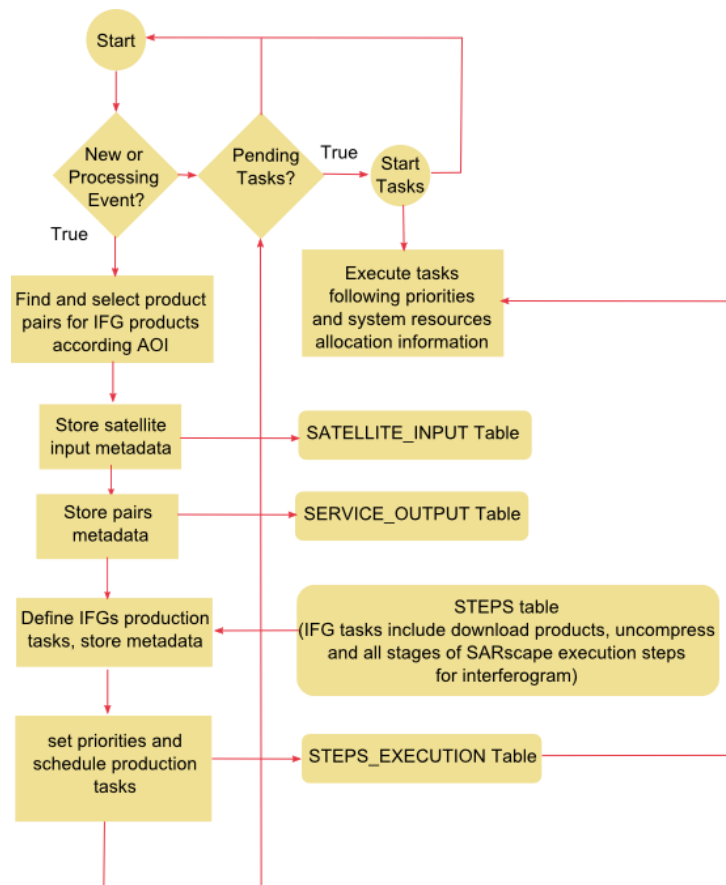 Start
New or
Processing
Event?
Pending
Tasks?
True
Start
Tasks
True
Find and select product
pairs for IFG products
according AOI
Execute tasks
following priorities
and system resources
allocation information
Store satellite
input metadata
SATELLITE_INPUT Table
Store pairs
metadata
SERVICE_OUTPUT Table
Define IFGs production
tasks, store metadata
STEPS table
(IFG tasks include download products, uncompress
and all stages of SARscape execution steps
for interferogram)
set priorities and
schedule production
tasks
STEPS_EXECUTION Table